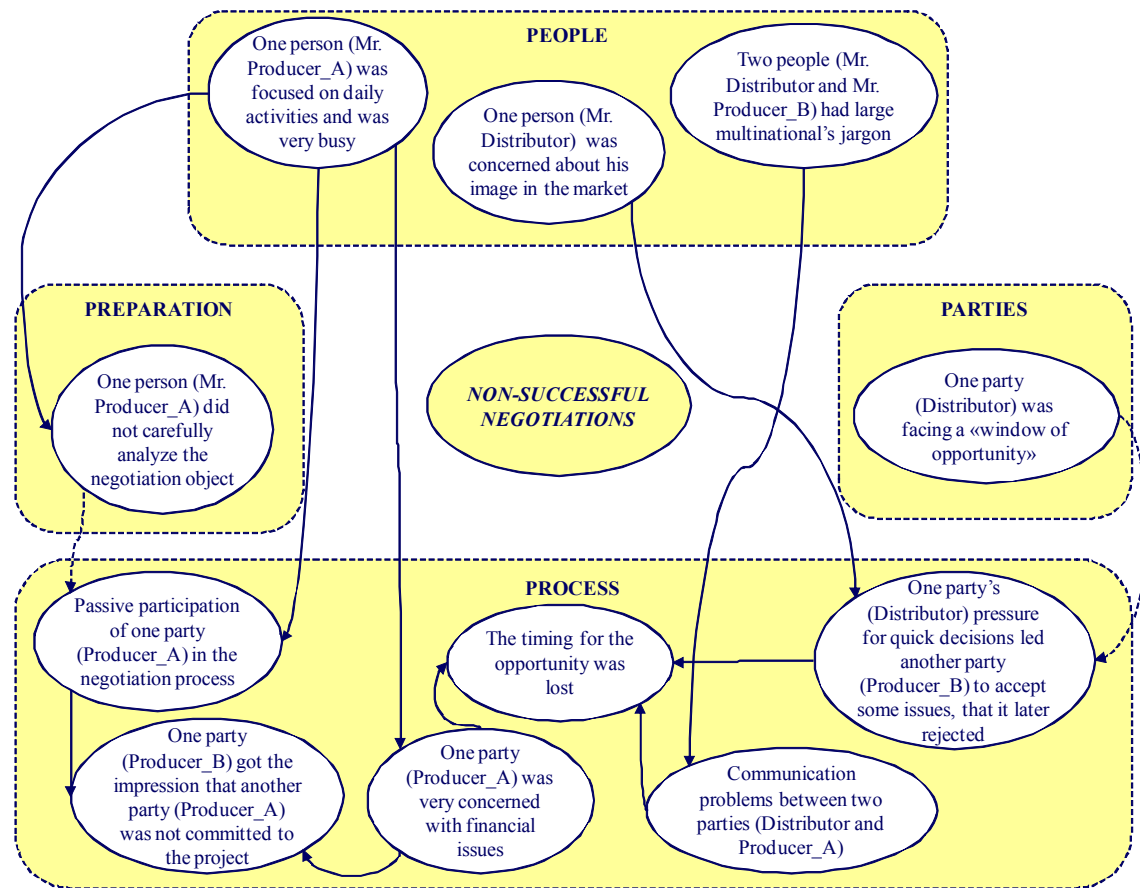 PEOPLE
One person (Mr.
Producer_A) was
focused on daily
activities and was
very busy
One person (Mr.
Distributor) was
concerned about his
image in the market
Two people (Mr.
Distributor and Mr.
Producer_B) had large
multinational’s jargon
PREPARATION
One person (Mr.
Producer_A) did
not carefully
analyze the
negotiation object
NON-SUCCESSFUL
NEGOTIATIONS
PARTIES
One party
(Distributor) was
facing a «window of
opportunity»
PROCESS
Passive participation
of one party
(Producer_A) in the
negotiation process
The timing for the
opportunity was
lost
One party’s
(Distributor) pressure
for quick decisions led
another party
(Producer_B) to accept
some issues, that it later
rejected
One party
(Producer_B) got the
impression that another
party (Producer_A)
was not committed to
the project
One party
(Producer_A) was
very concerned
with financial
issues
Communication
problems between two
parties (Distributor and
Producer_A)